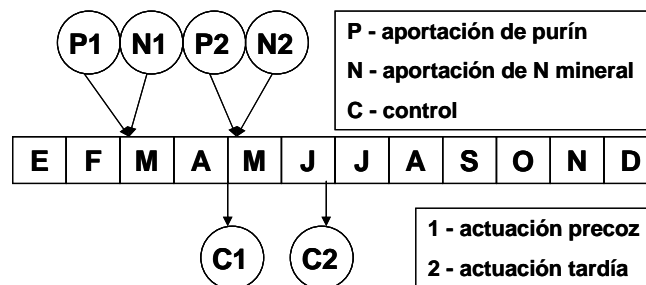 P1 N1 P2 N2
P - aportación de purín
N - aportación de N mineral
C - control
E F M A M J J A S O N D
C1 C2
1 - actuación precoz
2 - actuación tardía